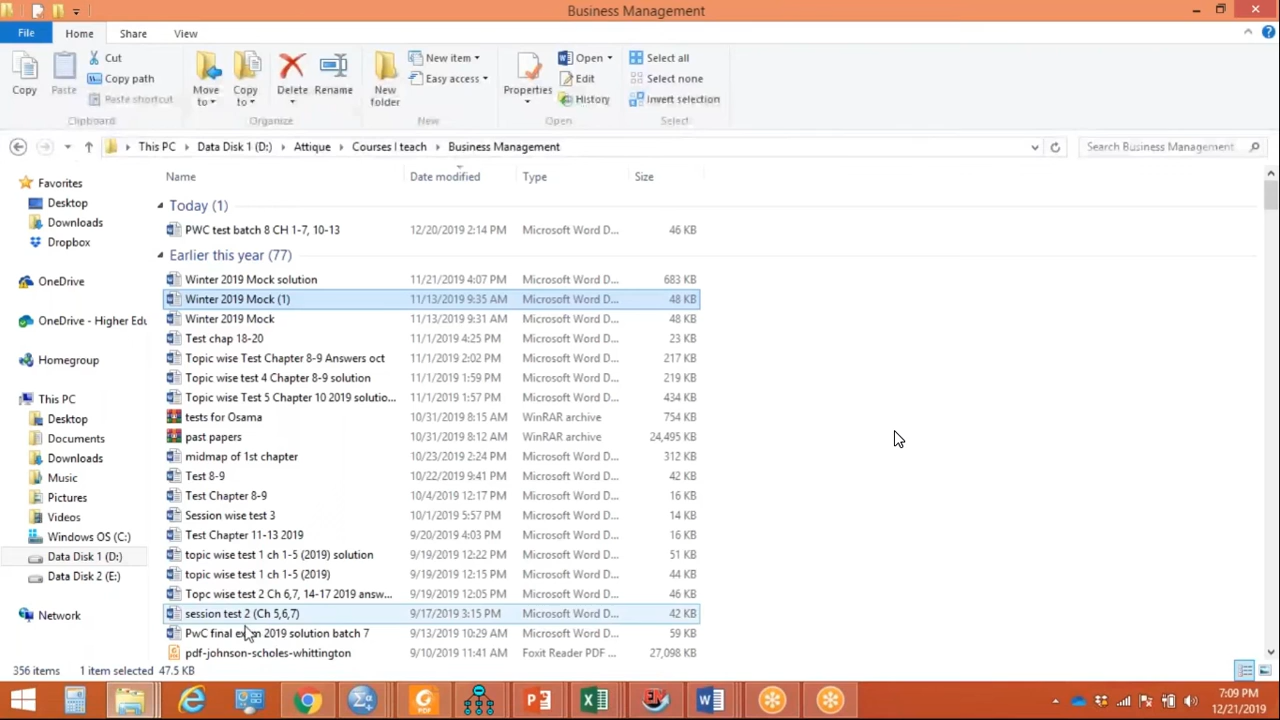 Business Management
File Home Share View
Copy
Paste
Cut
Copy path
Paste shortcut
Clipboard
Move to
Copy to
Delete
Rename
Organize
New folder
New item
Easy access
New
Properties
Open
Edit
History
Open
Select all
Select none
Invert selection
Select
This PC Data Disk 1 (D:) Attique Courses I teach Business Management
Search Business Management
Name Date modified Type Size
Favorites
Desktop
Downloads
Dropbox
OneDrive
OneDrive - Higher Edu
Homegroup
This PC
Desktop
Documents
Downloads
Music
Pictures
Videos
Windows OS (C:)
Data Disk 1 (D:)
Data Disk 2 (E:)
Network
Today (1)
PWC test batch 8 CH 1-7, 10-13 12/20/2019 2:14 PM Microsoft Word D... 46 KB
Earlier this year (77)
Winter 2019 Mock solution 11/21/2019 4:07 PM Microsoft Word D... 683 KB
Winter 2019 Mock (1) 11/13/2019 9:35 AM Microsoft Word D... 48 KB
Winter 2019 Mock 11/13/2019 9:31 AM Microsoft Word D... 48 KB
Test chap 18-20 11/1/2019 4:25 PM Microsoft Word D... 23 KB
Topic wise Test Chapter 8-9 Answers oct 11/1/2019 2:02 PM Microsoft Word D... 217 KB
Topic wise test 4 Chapter 8-9 solution 11/1/2019 1:59 PM Microsoft Word D... 219 KB
Topic wise Test 5 Chapter 10 2019 solutio... 11/1/2019 1:57 PM Microsoft Word D... 434 KB
tests for Osama 10/31/2019 8:15 AM WinRAR archive 754 KB
past papers 10/31/2019 8:12 AM WinRAR archive 24,495 KB
midmap of 1st chapter 10/23/2019 2:24 PM Microsoft Word D... 312 KB
Test 8-9 10/22/2019 9:41 PM Microsoft Word D... 42 KB
Test Chapter 8-9 10/4/2019 12:17 PM Microsoft Word D... 16 KB
Session wise test 3 10/1/2019 5:57 PM Microsoft Word D... 14 KB
Test Chapter 11-13 2019 9/20/2019 4:03 PM Microsoft Word D... 16 KB
topic wise test 1 ch 1-5 (2019) solution 9/19/2019 12:22 PM Microsoft Word D... 51 KB
topic wise test 1 ch 1-5 (2019) 9/19/2019 12:15 PM Microsoft Word D... 44 KB
Topc wise test 2 Ch 6,7, 14-17 2019 answ... 9/19/2019 12:05 PM Microsoft Word D... 68 KB
session test 2 (Ch 5,6,7) 9/17/2019 3:15 PM Microsoft Word D... 42 KB
PwC final exam 2019 solution batch 7 9/13/2019 10:29 AM Microsoft Word D... 59 KB
pdf-johnson-scholes-whittington 9/10/2019 11:41 AM Foxit Reader PDF ... 27,098 KB
356 items 1 item selected 47.5 KB
7:09 PM
12/21/2019